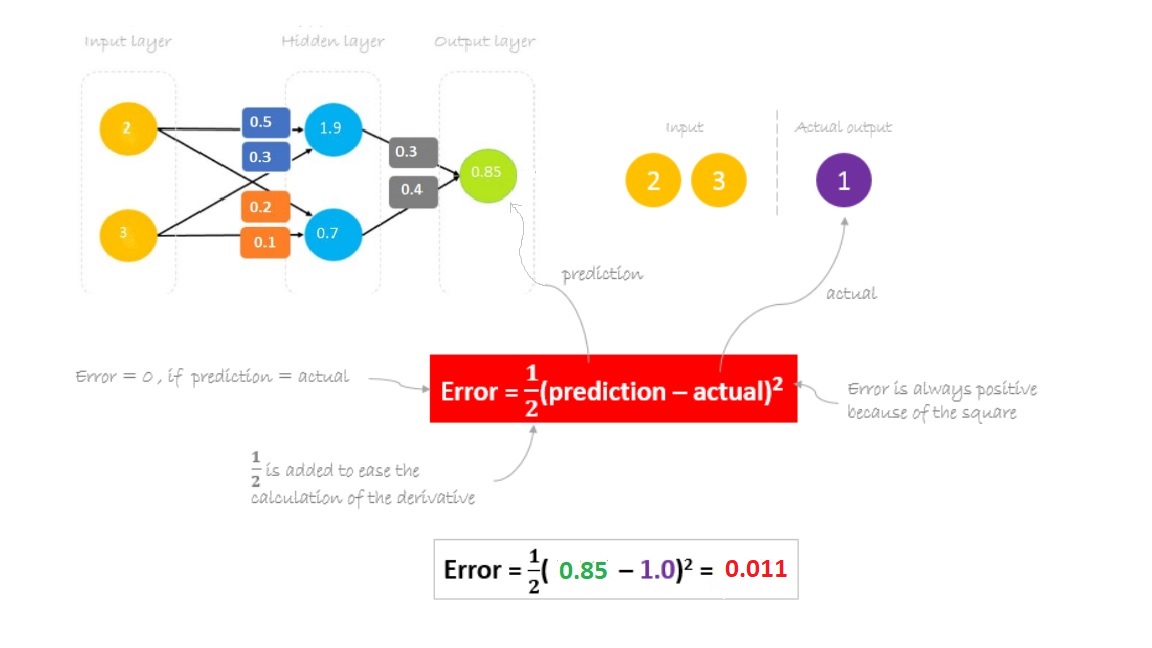 Input layer
Hidden layer
Output layer
2
0.5
1.9
0.3
0.3
0.85
0.4
3
0.2
0.1
0.7
Input
Actual output
2
3
1
prediction
actual
Error = 0 , if prediction = actual
Error = 1/2 (prediction – actual)²
Error is always positive
because of the square
1/2 is added to ease the
calculation of the derivative
Error = 1/2 ( 0.85 – 1.0)² = 0.011